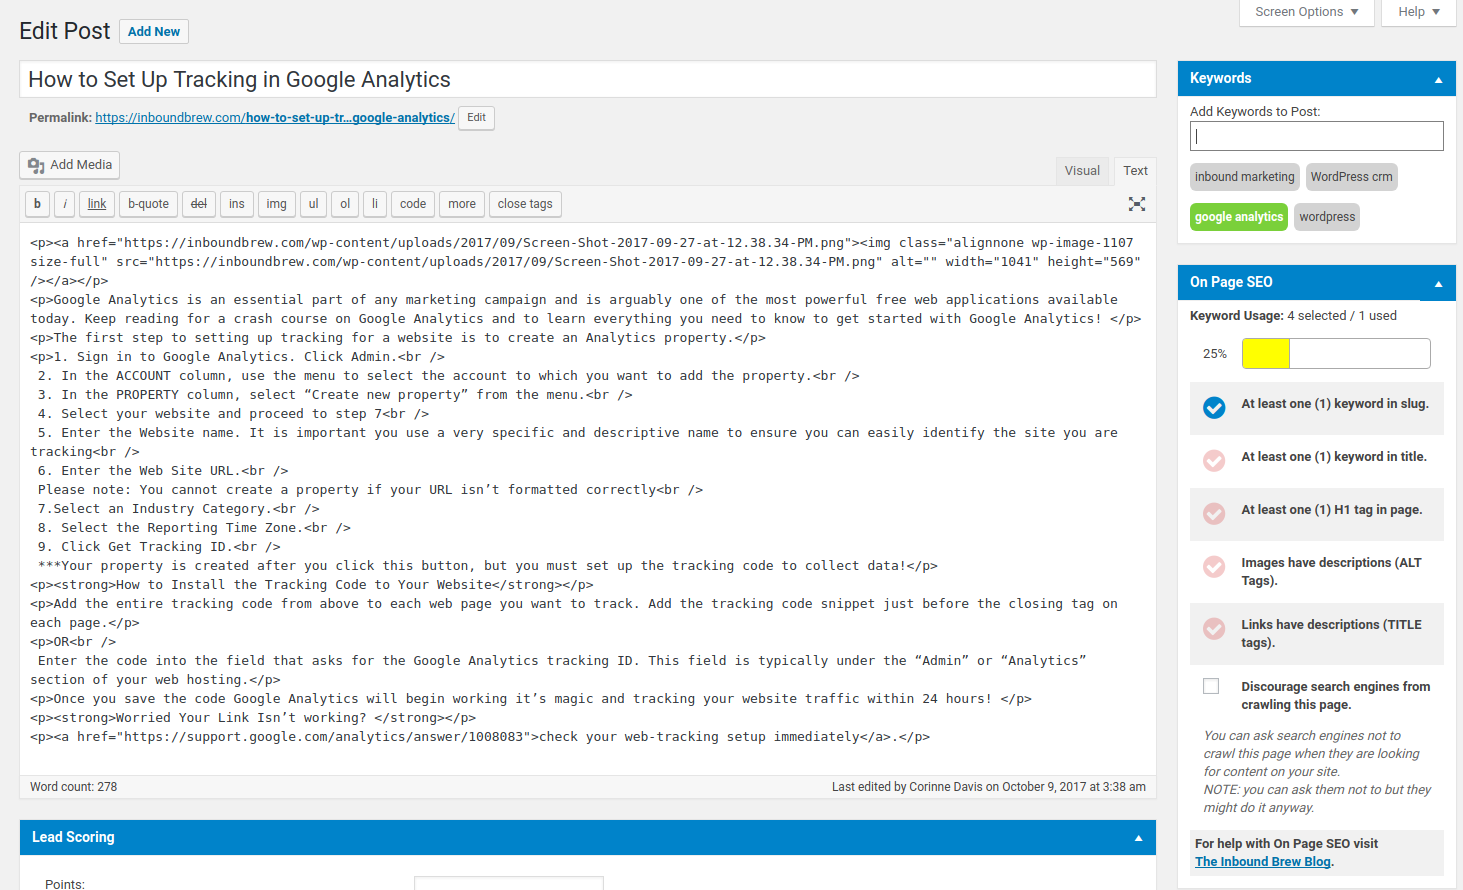 Screen Options
Help
Edit Post
Add New
How to Set Up Tracking in Google Analytics
Permalink: https://inboundbrew.com/how-to-set-up-tr...google-analytics/ Edit
Add Media
Visual
Text
b
i
link
b-quote
del
ins
img
ul
ol
li
code
more
close tags
<p><a href="https://inboundbrew.com/wp-content/uploads/2017/09/Screen-Shot-2017-09-27-at-12.38.34-PM.png"><img class="alignnone wp-image-1107
size-full" src="https://inboundbrew.com/wp-content/uploads/2017/09/Screen-Shot-2017-09-27-at-12.38.34-PM.png" alt="" width="1041" height="569"
/></a></p>
<p>Google Analytics is an essential part of any marketing campaign and is arguably one of the most powerful free web applications available
today. Keep reading for a crash course on Google Analytics and to learn everything you need to know to get started with Google Analytics! </p>
<p>The first step to setting up tracking for a website is to create an Analytics property.</p>
<p>1. Sign in to Google Analytics. Click Admin.<br />
2. In the ACCOUNT column, use the menu to select the account to which you want to add the property.<br />
3. In the PROPERTY column, select “Create new property” from the menu.<br />
4. Select your website and proceed to step 7<br />
5. Enter the Website name. It is important you use a very specific and descriptive name to ensure you can easily identify the site you are
tracking<br />
6. Enter the Web Site URL.<br />
Please note: You cannot create a property if your URL isn’t formatted correctly<br />
7.Select an Industry Category.<br />
8. Select the Reporting Time Zone.<br />
9. Click Get Tracking ID.<br />
***Your property is created after you click this button, but you must set up the tracking code to collect data!</p>
<p><strong>How to Install the Tracking Code to Your Website</strong></p>
<p>Add the entire tracking code from above to each web page you want to track. Add the tracking code snippet just before the closing tag on
each page.</p>
<p>OR<br />
Enter the code into the field that asks for the Google Analytics tracking ID. This field is typically under the “Admin” or “Analytics”
section of your web hosting.</p>
<p>Once you save the code Google Analytics will begin working it’s magic and tracking your website traffic within 24 hours! </p>
<p><strong>Worried Your Link Isn’t working? </strong></p>
<p><a href="https://support.google.com/analytics/answer/1008083">check your web-tracking setup immediately</a>.</p>
Word count: 278
Last edited by Corinne Davis on October 9, 2017 at 3:38 am
Lead Scoring
Points:
Keywords
Add Keywords to Post:
inbound marketing
WordPress crm
google analytics
wordpress
On Page SEO
Keyword Usage: 4 selected / 1 used
25%
At least one (1) keyword in slug.
At least one (1) keyword in title.
At least one (1) H1 tag in page.
Images have descriptions (ALT
Tags).
Links have descriptions (TITLE
tags).
Discourage search engines from
crawling this page.
You can ask search engines not to
crawl this page when they are looking
for content on your site.
NOTE: you can ask them not to but they
might do it anyway.
For help with On Page SEO visit
The Inbound Brew Blog.